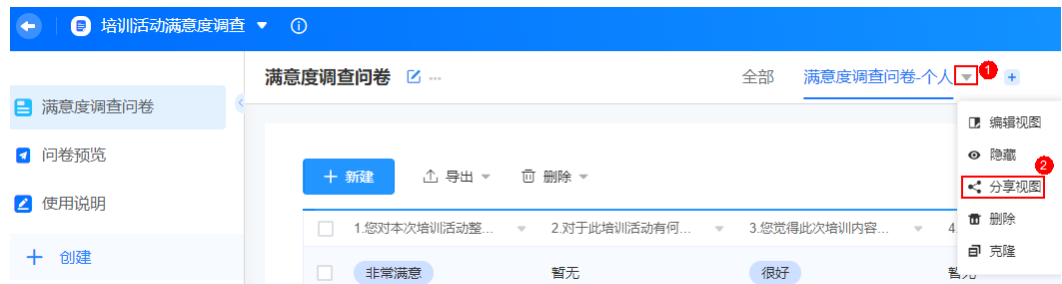 培训活动满意度调查
满意度调查问卷 ... 全部 满意度调查问卷-个人 1 +
满意度调查问卷
编辑视图
问卷预览
隐藏
2
+ 新建 导出 删除
分享视图
使用说明
删除
1.您对本次培训活动整... 2.对于此培训活动有何... 3.您觉得此次培训内容... 4
+ 创建
克隆
非常满意 暂无 很好 暂无